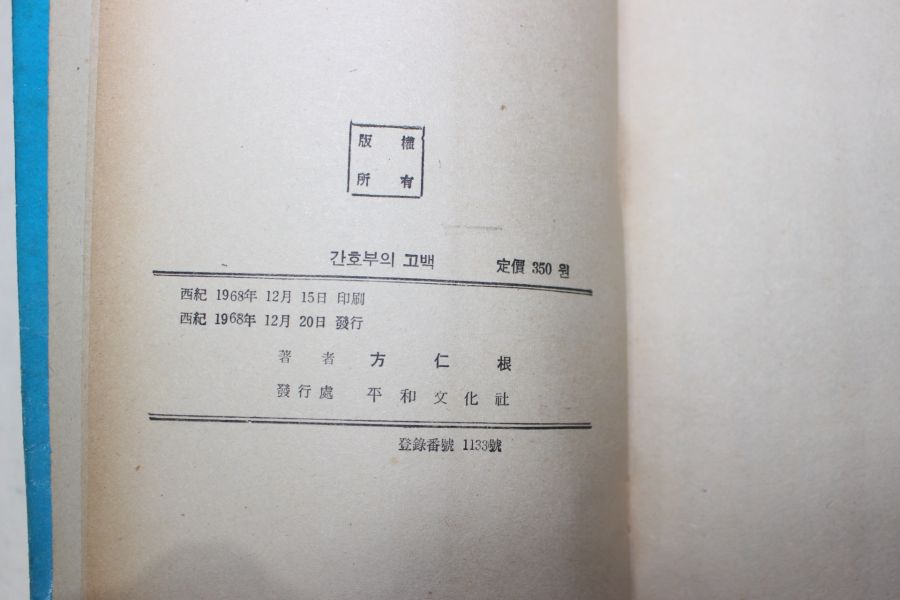 版權
所有
간호부의 고백 定價 350 원
西紀 1968年 12月 15日 印刷
西紀 1968年 12月 20日 發行
著者 方仁根
發行處 平和文化社
登錄番號 1133號